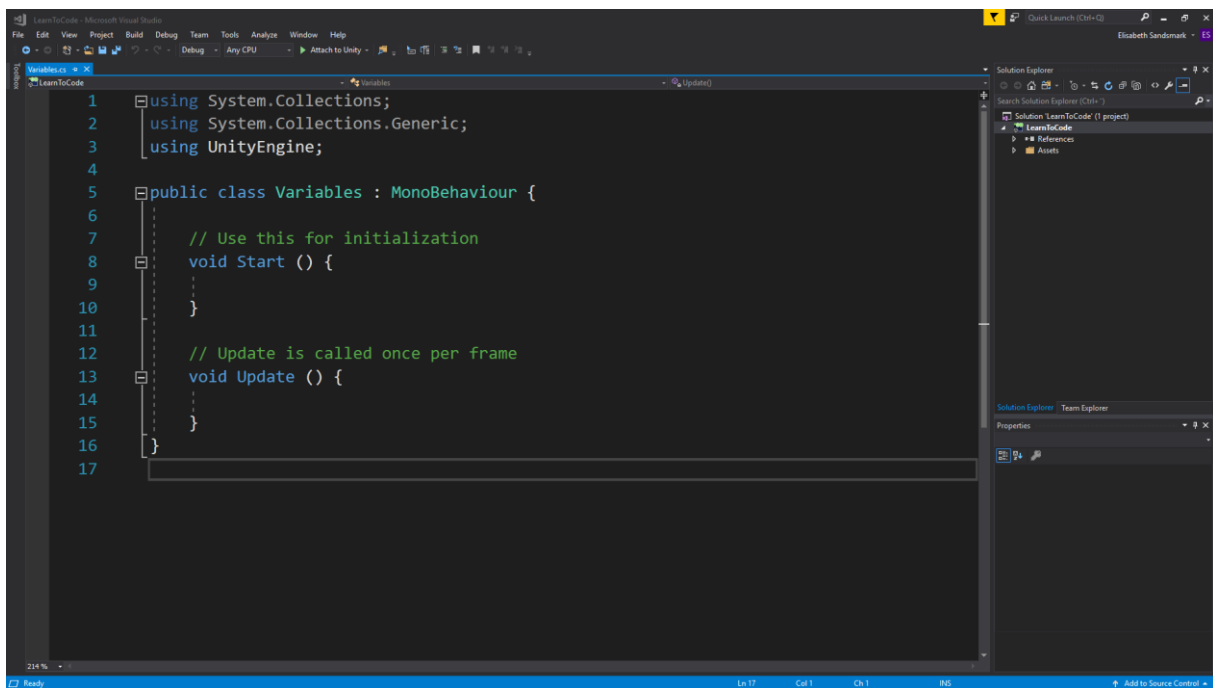 LearnToCode - Microsoft Visual Studio
Quick Launch (Ctrl+Q)
File Edit View Project Build Debug Team Tools Analyze Window Help
Elisabeth Sandsmark ES
Debug Any CPU Attach to Unity
Toolbox
Variables.cs
LearnToCode Variables Update()
1 using System.Collections;
2 using System.Collections.Generic;
3 using UnityEngine;
4
5 public class Variables : MonoBehaviour {
6
7 // Use this for initialization
8 void Start () {
9
10 }
11
12 // Update is called once per frame
13 void Update () {
14
15 }
16 }
17
214 %
Solution Explorer
Search Solution Explorer (Ctrl+¨)
Solution 'LearnToCode' (1 project)
LearnToCode
References
Assets
Solution Explorer Team Explorer
Properties
Ready Ln 17 Col 1 Ch 1 INS Add to Source Control